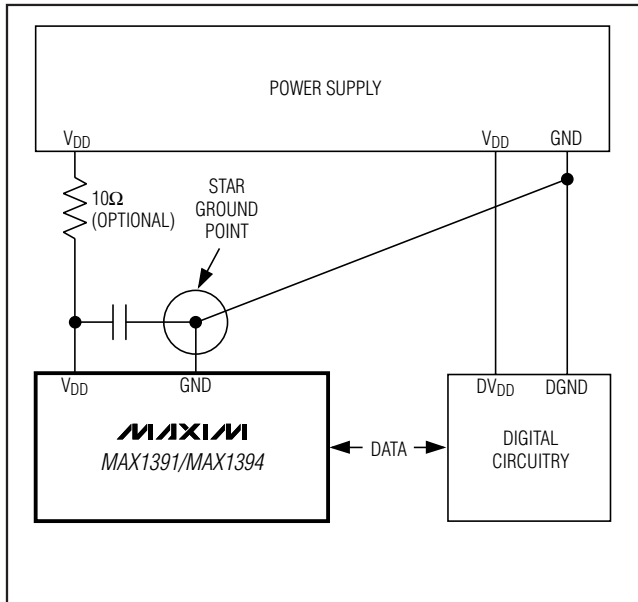 POWER SUPPLY
VDD
VDD
GND
10Ω
(OPTIONAL)
STAR
GROUND
POINT
VDD
GND
DVDD
DGND
MAXIM
MAX1391/MAX1394
DATA
DIGITAL
CIRCUITRY